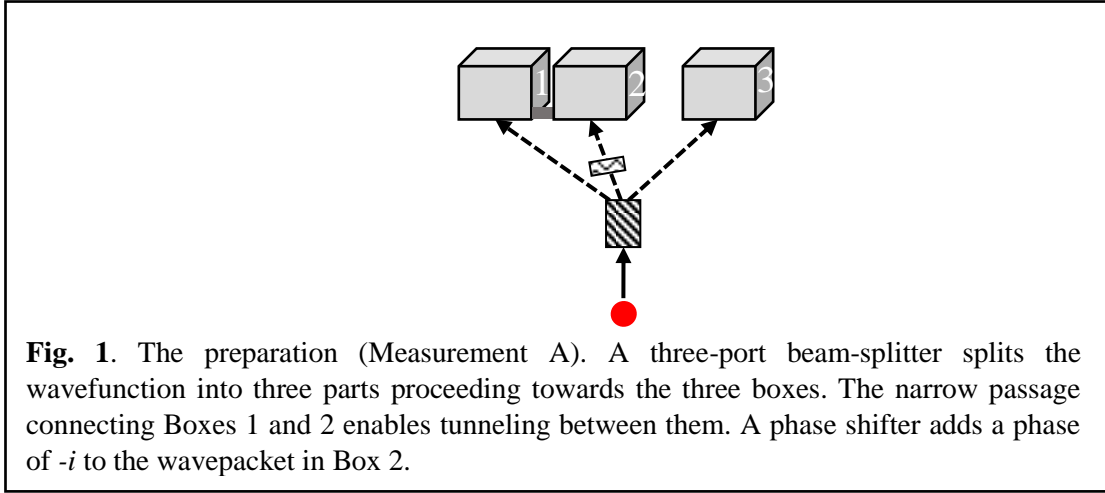 1
2
3
Fig. 1. The preparation (Measurement A). A three-port beam-splitter splits the
wavefunction into three parts proceeding towards the three boxes. The narrow passage
connecting Boxes 1 and 2 enables tunneling between them. A phase shifter adds a phase
of -i to the wavepacket in Box 2.